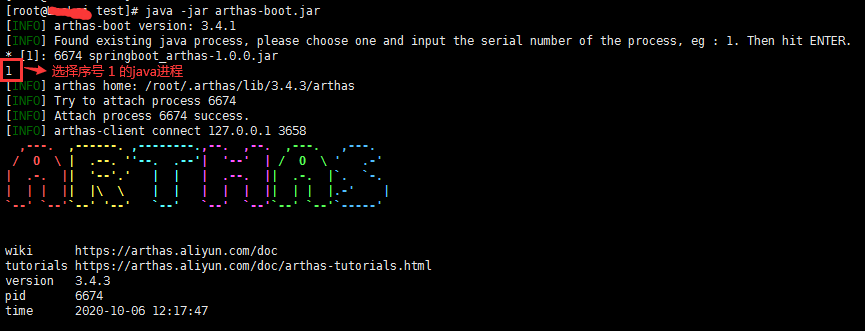 [root@ test]# java -jar arthas-boot.jar
[INFO] arthas-boot version: 3.4.1
[INFO] Found existing java process, please choose one and input the serial number of the process, eg : 1. Then hit ENTER.
* [1]: 6674 springboot_arthas-1.0.0.jar
1 选择序号 1 的java进程
[INFO] arthas home: /root/.arthas/lib/3.4.3/arthas
[INFO] Try to attach process 6674
[INFO] Attach process 6674 success.
[INFO] arthas-client connect 127.0.0.1 3658
ARTHAS
wiki https://arthas.aliyun.com/doc
tutorials https://arthas.aliyun.com/doc/arthas-tutorials.html
version 3.4.3
pid 6674
time 2020-10-06 12:17:47